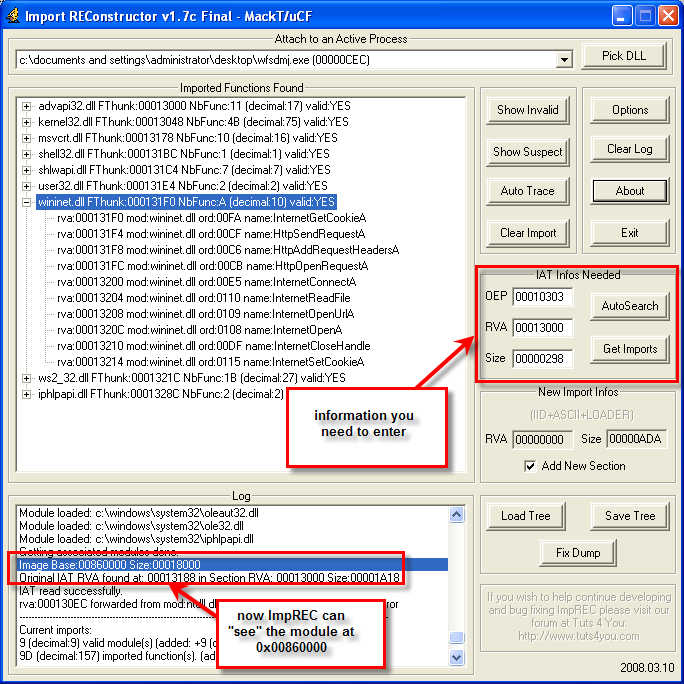 Import REConstructor v1.7c Final - MackT/uCF
Attach to an Active Process
c:\documents and settings\administrator\desktop\wfsdmj.exe (00000CEC)
Pick DLL
Imported Functions Found
advapi32.dll FThunk:00013000 NbFunc:11 (decimal:17) valid:YES
kernel32.dll FThunk:00013048 NbFunc:4B (decimal:75) valid:YES
msvcrt.dll FThunk:00013178 NbFunc:10 (decimal:16) valid:YES
shell32.dll FThunk:000131BC NbFunc:1 (decimal:1) valid:YES
shlwapi.dll FThunk:000131C4 NbFunc:7 (decimal:7) valid:YES
user32.dll FThunk:000131E4 NbFunc:2 (decimal:2) valid:YES
wininet.dll FThunk:000131F0 NbFunc:A (decimal:10) valid:YES
rva:000131F0 mod:wininet.dll ord:00FA name:InternetGetCookieA
rva:000131F4 mod:wininet.dll ord:00CF name:HttpSendRequestA
rva:000131F8 mod:wininet.dll ord:00C6 name:HttpAddRequestHeadersA
rva:000131FC mod:wininet.dll ord:00CB name:HttpOpenRequestA
rva:00013200 mod:wininet.dll ord:00E5 name:InternetConnectA
rva:00013204 mod:wininet.dll ord:0110 name:InternetReadFile
rva:00013208 mod:wininet.dll ord:0109 name:InternetOpenUrlA
rva:0001320C mod:wininet.dll ord:0108 name:InternetOpenA
rva:00013210 mod:wininet.dll ord:00DF name:InternetCloseHandle
rva:00013214 mod:wininet.dll ord:0115 name:InternetSetCookieA
ws2_32.dll FThunk:0001321C NbFunc:1B (decimal:27) valid:YES
iphlpapi.dll FThunk:0001328C NbFunc:2 (decimal:2)
information you
need to enter
Show Invalid
Show Suspect
Auto Trace
Clear Import
Options
Clear Log
About
Exit
IAT Infos Needed
OEP 00010303
AutoSearch
RVA 00013000
Size 00000298
Get Imports
New Import Infos
(IID+ASCII+LOADER)
RVA 00000000 Size 00000ADA
Add New Section
Log
Module loaded: c:\windows\system32\oleaut32.dll
Module loaded: c:\windows\system32\ole32.dll
Module loaded: c:\windows\system32\iphlpapi.dll
Getting associated modules done.
Image Base:00860000 Size:00018000
Original IAT RVA found at: 00013188 in Section RVA: 00013000 Size:00001A18
IAT read successfully.
rva:000130EC forwarded from mod:ntdll.d
Current imports:
9 (decimal:9) valid module(s) (added: +9 (d
9D (decimal:157) imported function(s). (ad
now ImpREC can
"see" the module at
0x00860000
Load Tree
Save Tree
Fix Dump
If you wish to help continue developing
and bug fixing ImpREC please visit our
forum at Tuts 4 You:
http://www.tuts4you.com
2008.03.10